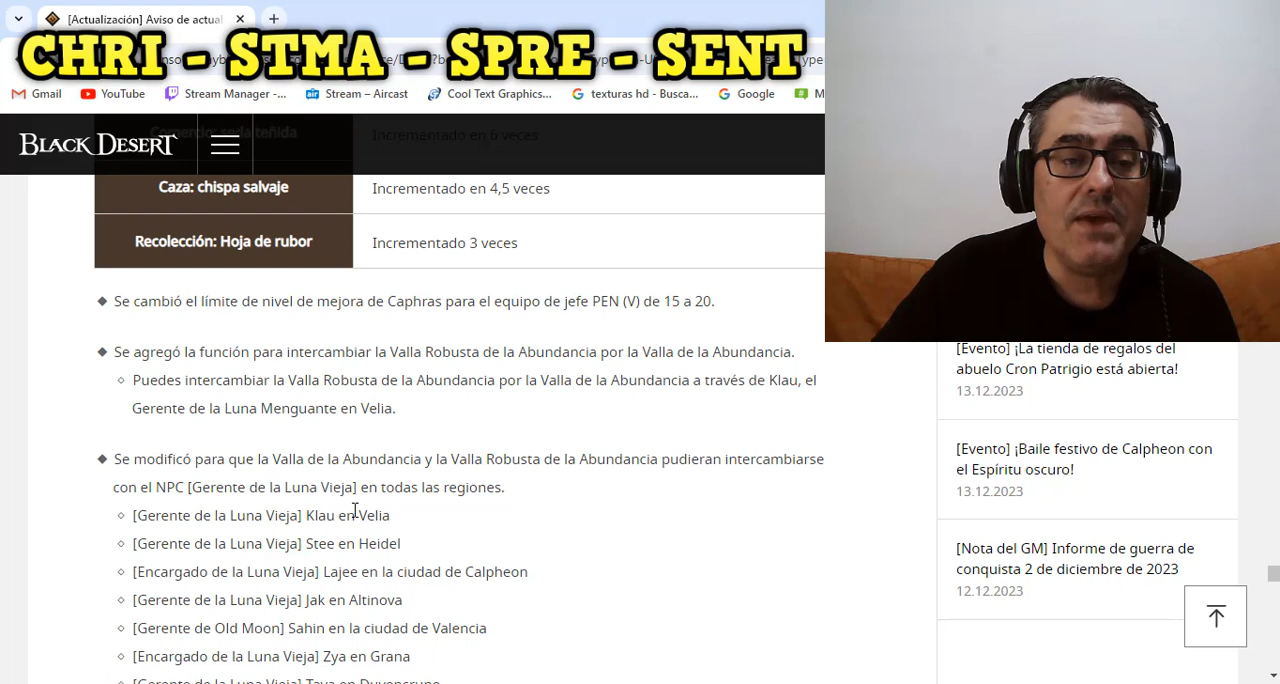 [Actualización] Aviso de actual
CHRI - STMA - SPRE - SENT
Gmail YouTube Stream Manager -... Stream – Aircast Cool Text Graphics... texturas hd - Busca... Google M
BLACK DESERT
Comercio: seda teñida Incrementado en 6 veces
Caza: chispa salvaje Incrementado en 4,5 veces
Recolección: Hoja de rubor Incrementado 3 veces
Se cambió el límite de nivel de mejora de Caphras para el equipo de jefe PEN (V) de 15 a 20.
Se agregó la función para intercambiar la Valla Robusta de la Abundancia por la Valla de la Abundancia.
Puedes intercambiar la Valla Robusta de la Abundancia por la Valla de la Abundancia a través de Klau, el
Gerente de la Luna Menguante en Velia.
Se modificó para que la Valla de la Abundancia y la Valla Robusta de la Abundancia pudieran intercambiarse
con el NPC [Gerente de la Luna Vieja] en todas las regiones.
[Gerente de la Luna Vieja] Klau en Velia
[Gerente de la Luna Vieja] Stee en Heidel
[Encargado de la Luna Vieja] Lajee en la ciudad de Calpheon
[Gerente de la Luna Vieja] Jak en Altinova
[Gerente de Old Moon] Sahin en la ciudad de Valencia
[Encargado de la Luna Vieja] Zya en Grana
[Gerente de la Luna Vieja] Taya en Duvencrune
[Evento] ¡La tienda de regalos del
abuelo Cron Patrigio está abierta!
13.12.2023
[Evento] ¡Baile festivo de Calpheon con
el Espíritu oscuro!
13.12.2023
[Nota del GM] Informe de guerra de
conquista 2 de diciembre de 2023
12.12.2023